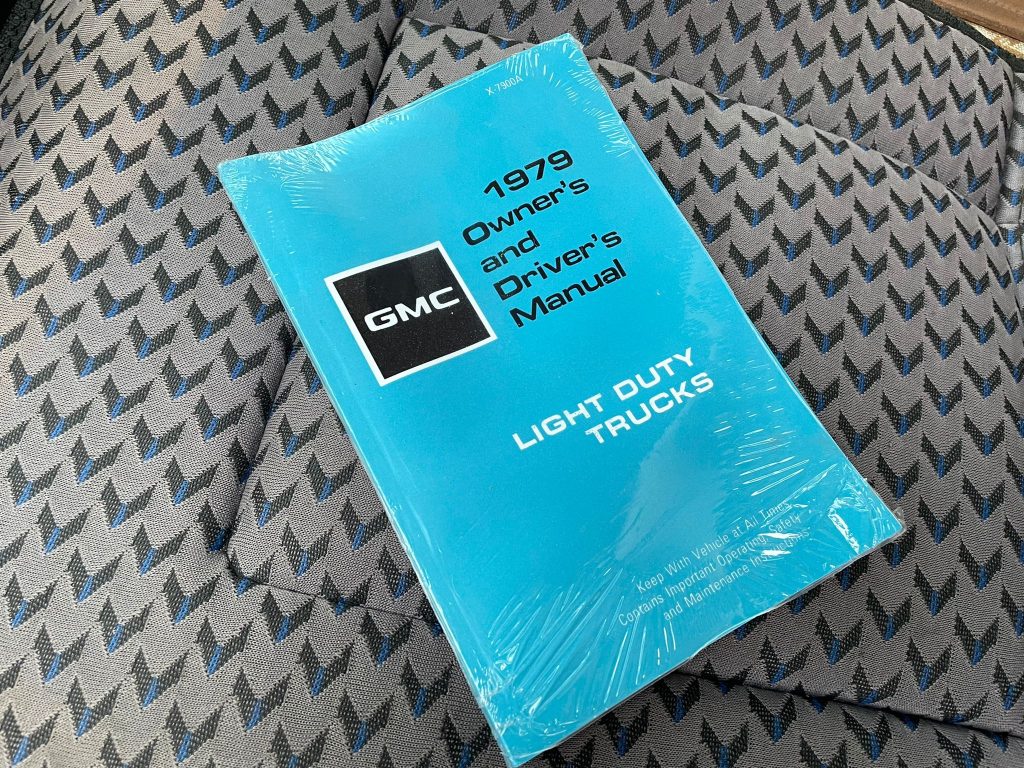 X-7900A
1979
Owner's
and
Driver's
Manual
GMC
LIGHT DUTY
TRUCKS
Keep With Vehicle at All Times
Contains Important Operating, Safety
and Maintenance Instructions